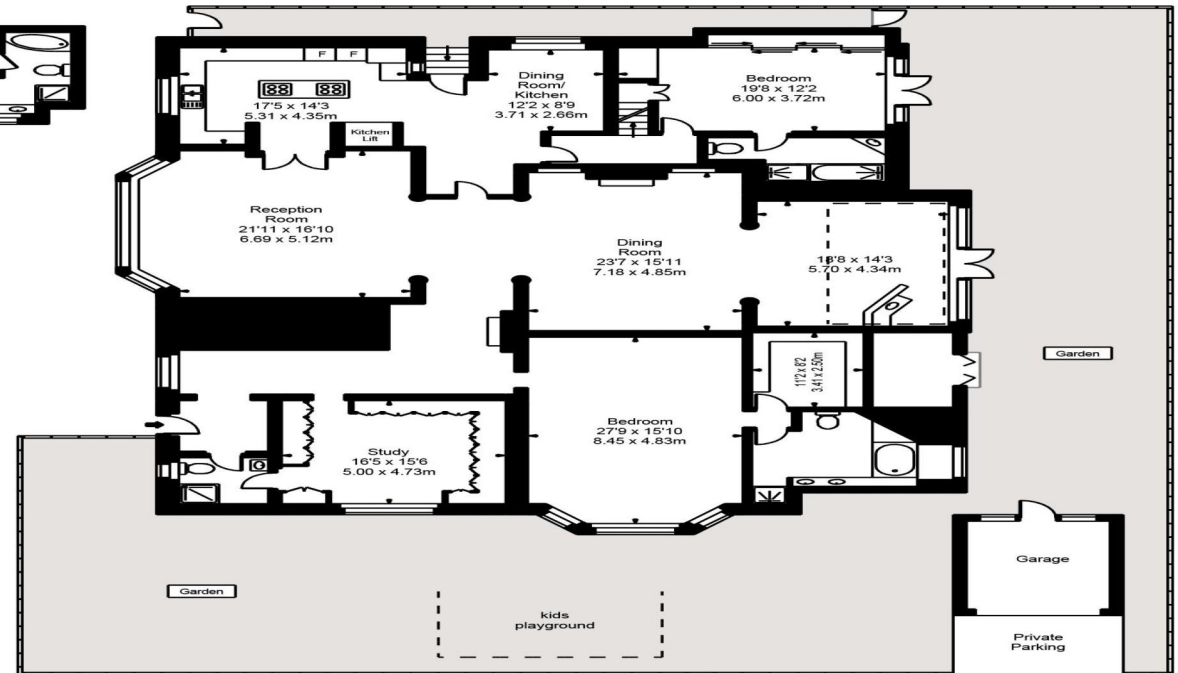 F F
17'5 x 14'3
5.31 x 4.35m
Kitchen
Lift
Dining
Room/
Kitchen
12'2 x 8'9
3.71 x 2.66m
Bedroom
19'8 x 12'2
6.00 x 3.72m
Reception
Room
21'11 x 16'10
6.69 x 5.12m
Dining
Room
23'7 x 15'11
7.18 x 4.85m
18'8 x 14'3
5.70 x 4.34m
Garden
11'2 x 8'2
3.41 x 2.50m
Bedroom
27'9 x 15'10
8.45 x 4.83m
Study
16'5 x 15'6
5.00 x 4.73m
Garage
Garden
kids
playground
Private
Parking